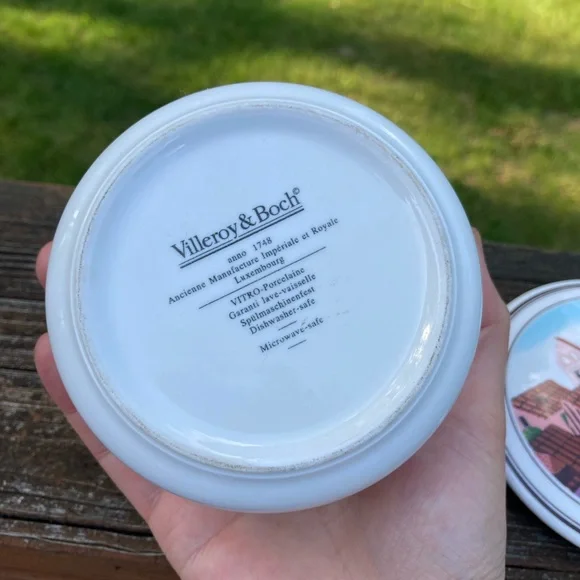 Villeroy & Boch©
anno 1748
Ancienne Manufacture Impériale et Royale
Luxembourg
VITRO-Porcelaine
Garanti lave-vaisselle
Spülmaschinenfest
Dishwasher-safe
Microwave-safe